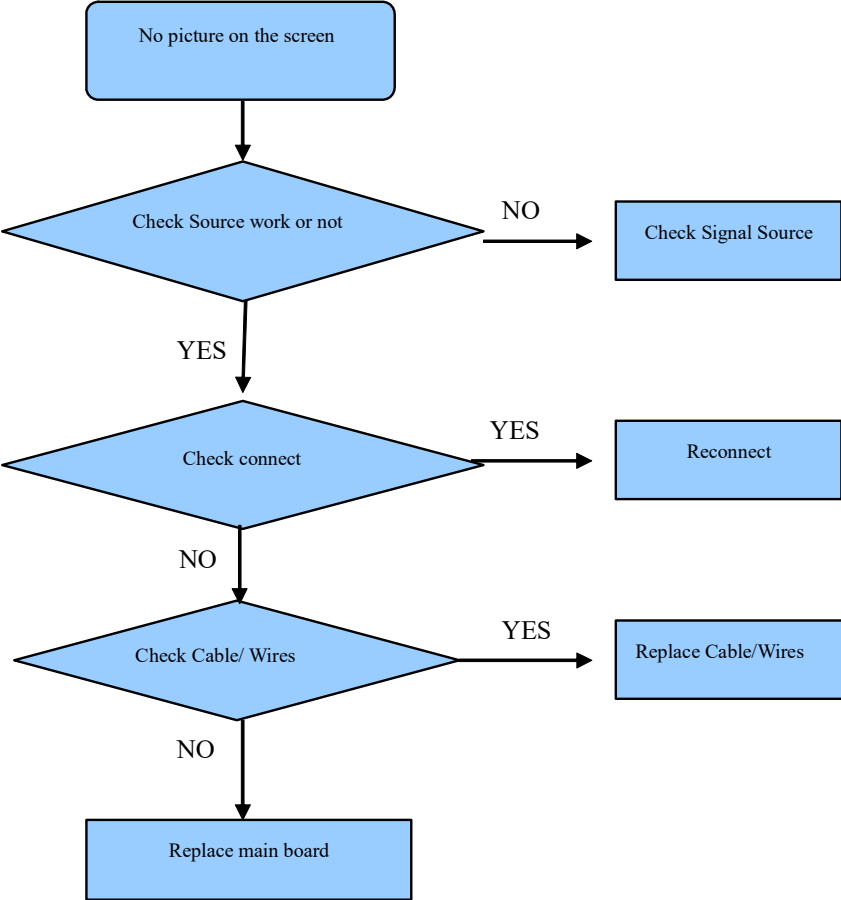 No picture on the screen
Check Source work or not
NO
Check Signal Source
YES
Check connect
YES
Reconnect
NO
Check Cable/ Wires
YES
Replace Cable/Wires
NO
Replace main board